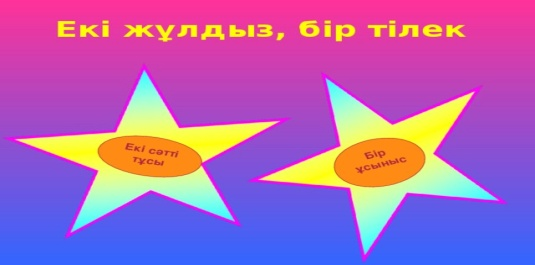 Екі жұлдыз, бір тілек
Екі сәтті
тұсы
Бір
ұсыныс